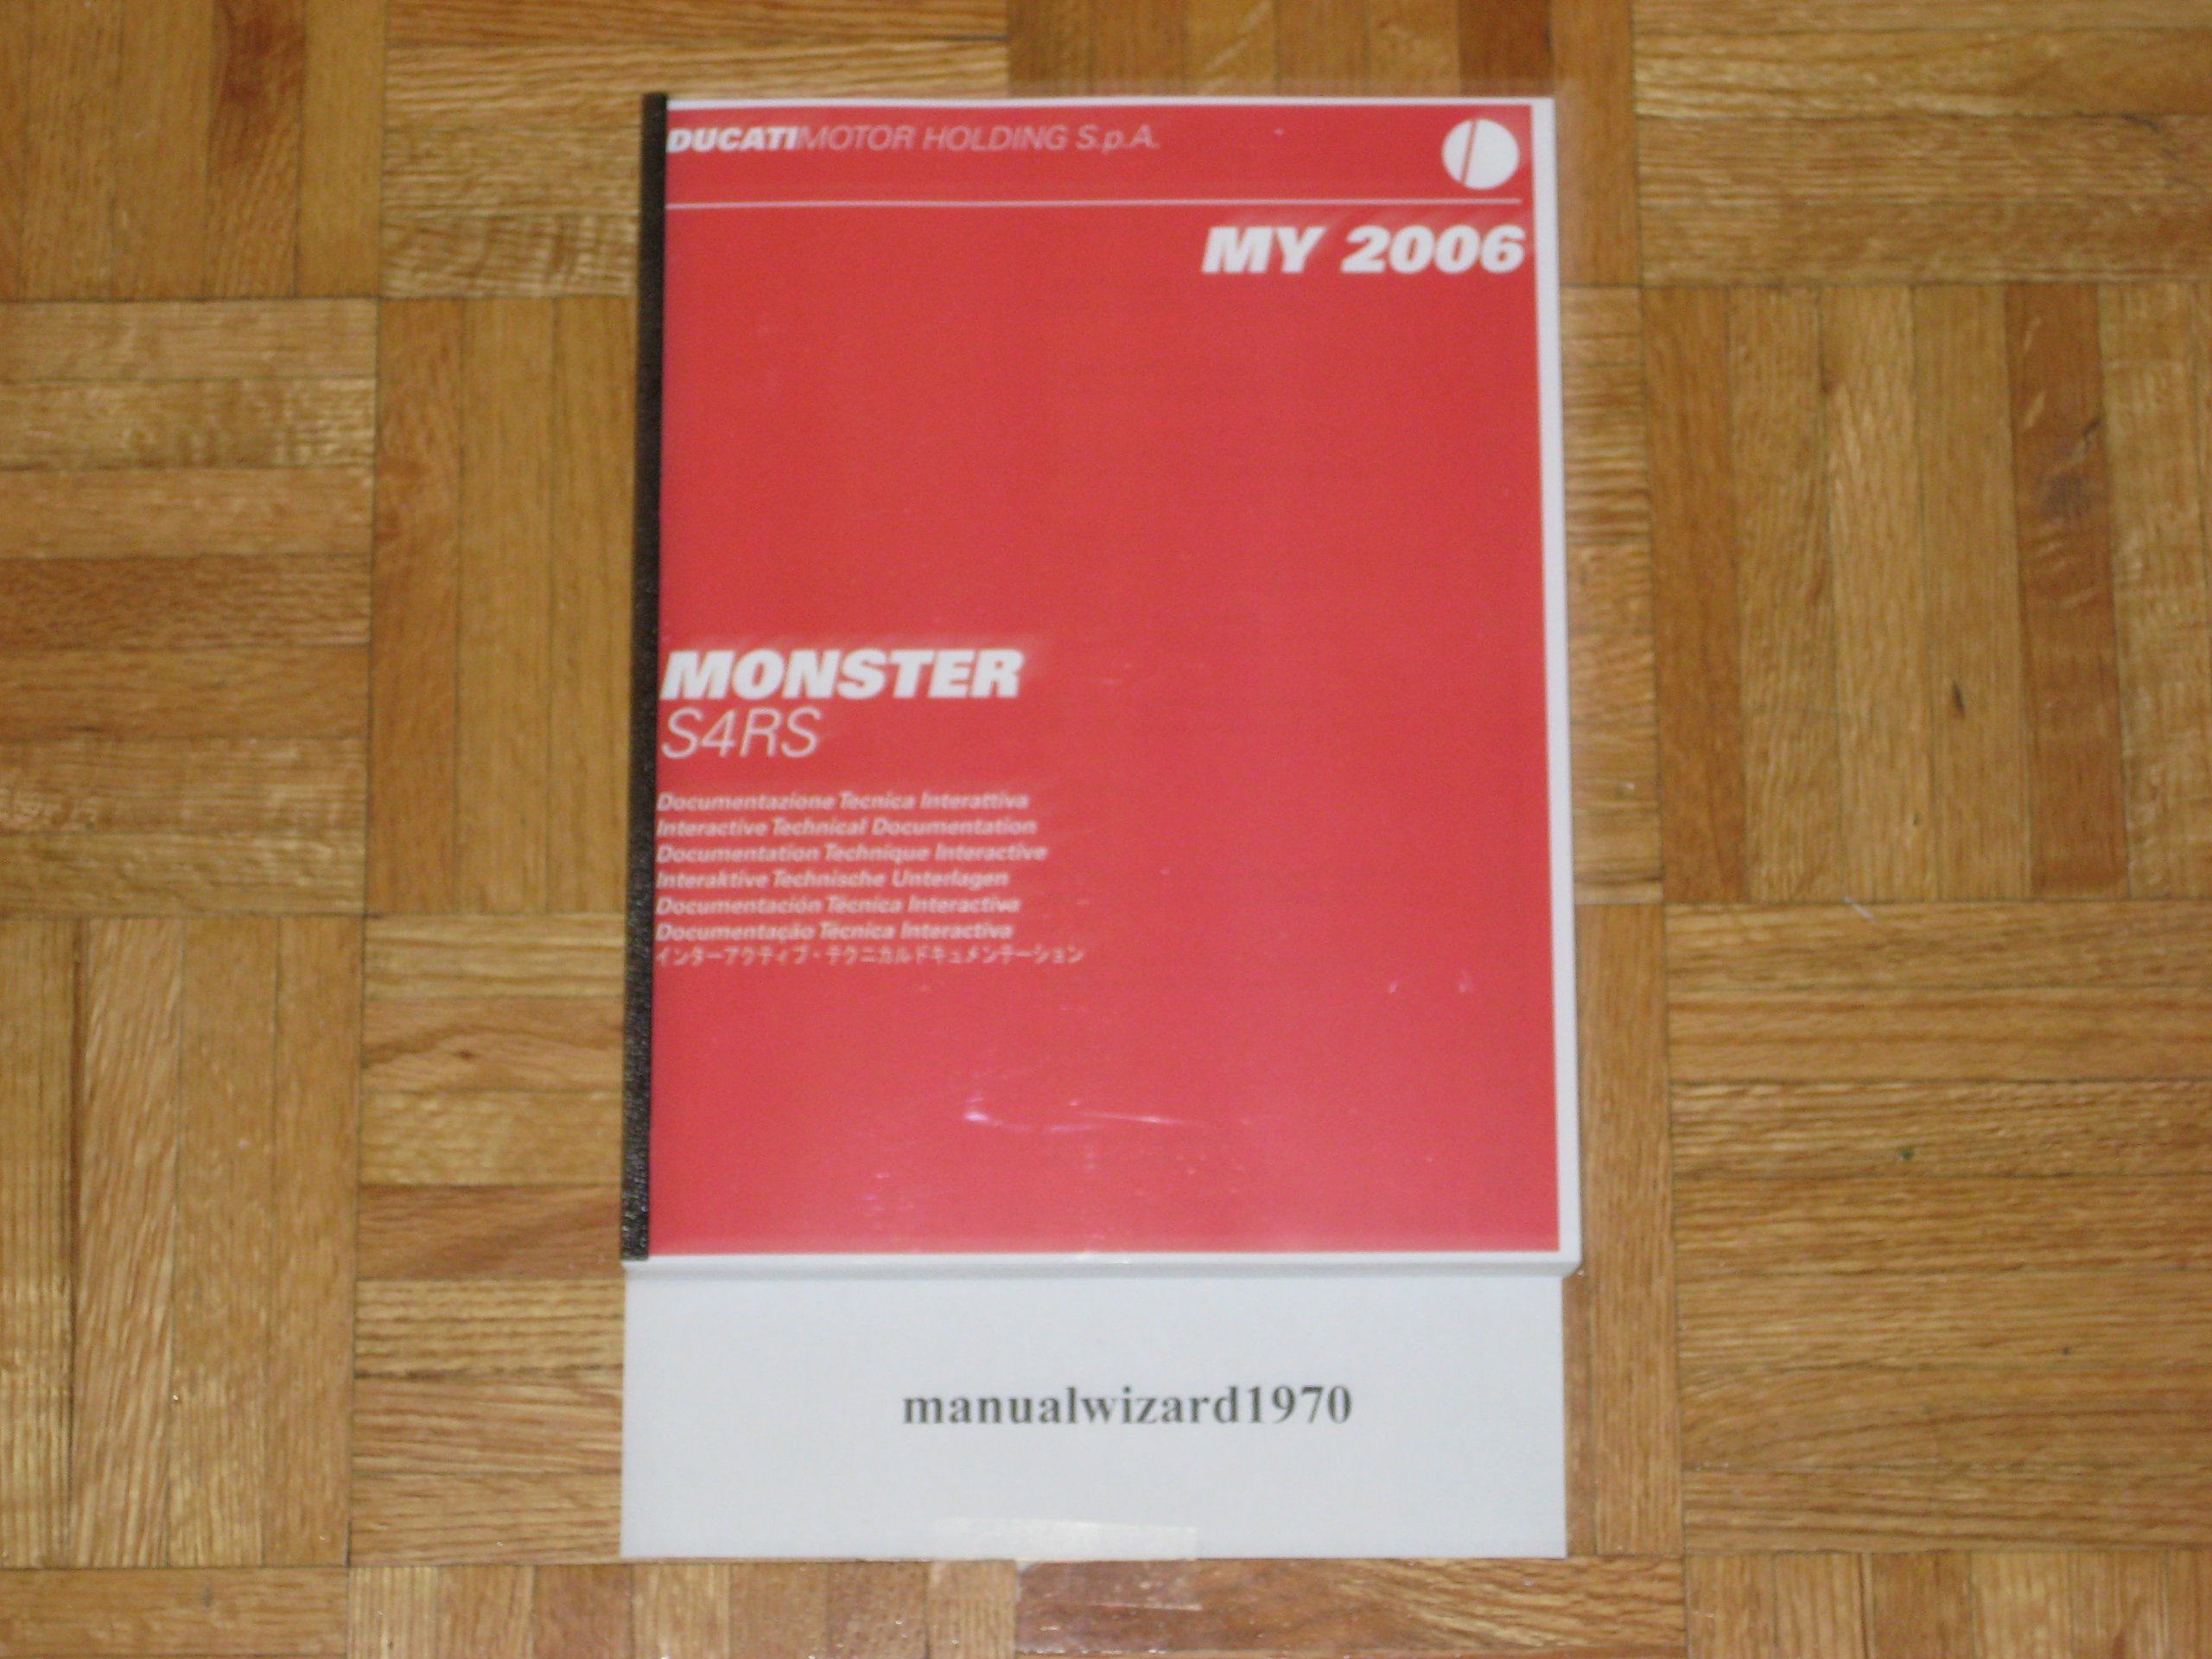 DUCATIMOTOR HOLDING S.p.A.
MY 2006
MONSTER
S4RS
Documentazione Tecnica Interattiva
Interactive Technical Documentation
Documentation Technique Interactive
Interaktive Technische Unterlagen
Documentación Técnica Interactiva
Documentação Técnica Interactiva
インターアクティブ・テクニカルドキュメンテーション
manualwizard1970